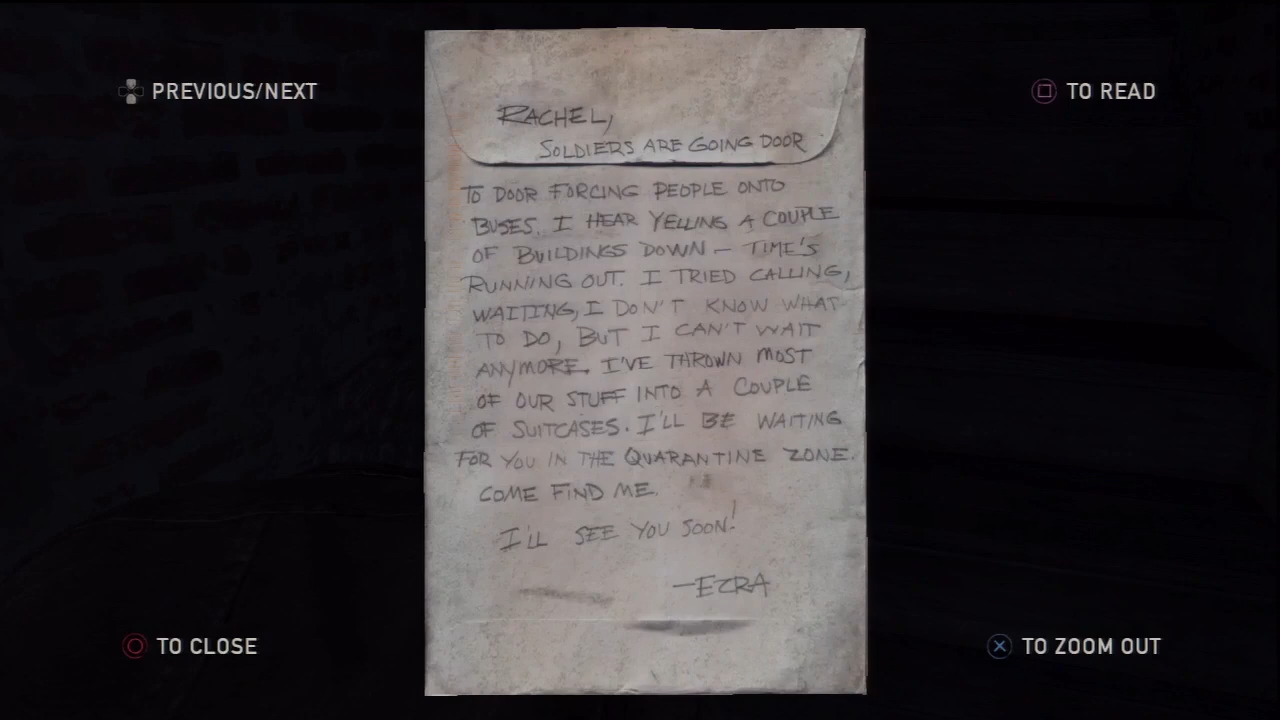 PREVIOUS/NEXT
TO READ
RACHEL,
SOLDIERS ARE GOING DOOR
TO DOOR FORCING PEOPLE ONTO
BUSES. I HEAR YELLING A COUPLE
OF BUILDINGS DOWN – TIME'S
RUNNING OUT. I TRIED CALLING,
WAITING, I DON'T KNOW WHAT
TO DO, BUT I CAN'T WAIT
ANYMORE. I'VE THROWN MOST
OF OUR STUFF INTO A COUPLE
OF SUITCASES. I'LL BE WAITING
FOR YOU IN THE QUARANTINE ZONE.
COME FIND ME.
I'LL SEE YOU SOON!
–EZRA
TO CLOSE
TO ZOOM OUT